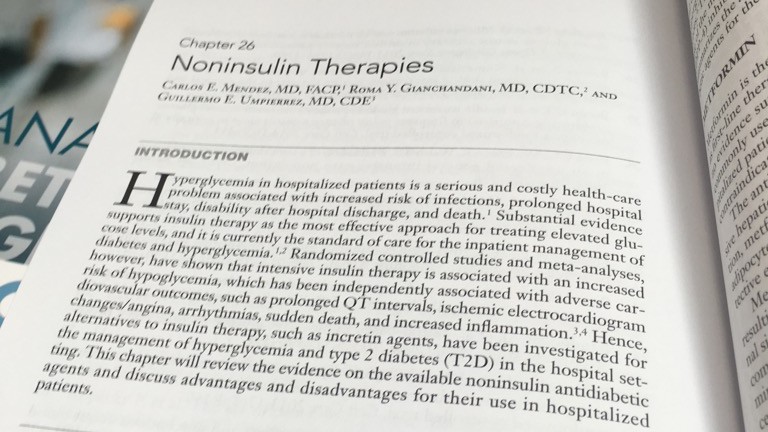 Chapter 26
Noninsulin Therapies
CARLOS E. MENDEZ, MD, FACP,¹ ROMA Y. GIANCHANDANI, MD, CDTC,² AND
GUILLERMO E. UMPIERREZ, MD, CDE³
INTRODUCTION
Hyperglycemia in hospitalized patients is a serious and costly health-care
problem associated with increased risk of infections, prolonged hospital
stay, disability after hospital discharge, and death.¹ Substantial evidence
supports insulin therapy as the most effective approach for treating elevated glu-
cose levels, and it is currently the standard of care for the inpatient management of
diabetes and hyperglycemia.¹,² Randomized controlled studies and meta-analyses,
however, have shown that intensive insulin therapy is associated with an increased
risk of hypoglycemia, which has been independently associated with adverse car-
diovascular outcomes, such as prolonged QT intervals, ischemic electrocardiogram
changes/angina, arrhythmias, sudden death, and increased inflammation.³,⁴ Hence,
alternatives to insulin therapy, such as incretin agents, have been investigated for
the management of hyperglycemia and type 2 diabetes (T2D) in the hospital set-
ting. This chapter will review the evidence on the available noninsulin antidiabetic
agents and discuss advantages and disadvantages for their use in hospitalized
patients.